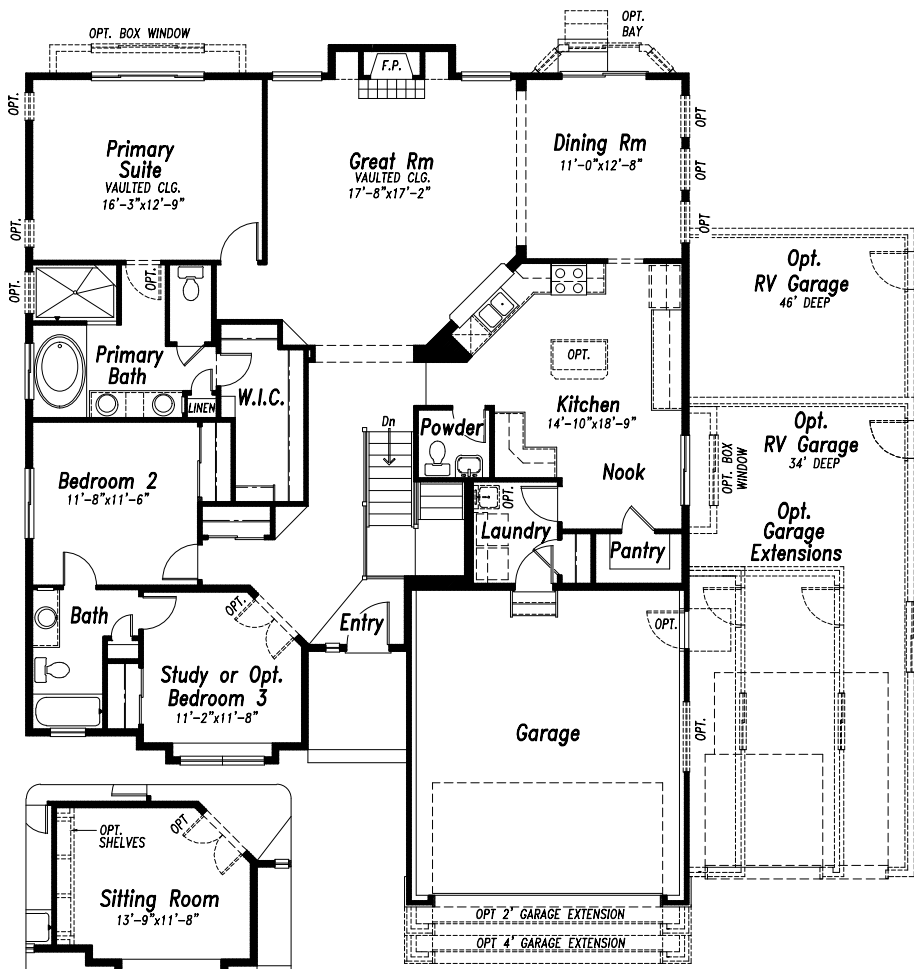 OPT. BOX WINDOW
OPT.
BAY
F.P.
OPT.
Primary
Suite
VAULTED CLG.
16'-3"x12'-9"
Great Rm
VAULTED CLG.
17'-8"x17'-2"
Dining Rm
11'-0"x12'-8"
OPT
OPT
OPT
OPT.
OPT.
OPT.
Opt.
RV Garage
46' DEEP
Primary
Bath
LINEN
W.I.C.
OPT.
Kitchen
14'-10"x18'-9"
Nook
Dn
Powder
OPT. BOX
WINDOW
Opt.
RV Garage
34' DEEP
Bedroom 2
11'-8"x11'-6"
OPT.
Laundry
Pantry
Opt.
Garage
Extensions
Bath
OPT.
Entry
OPT.
Study or Opt.
Bedroom 3
11'-2"x11'-8"
Garage
OPT.
OPT.
SHELVES
OPT
Sitting Room
13'-9"x11'-8"
OPT 2' GARAGE EXTENSION
OPT 4' GARAGE EXTENSION